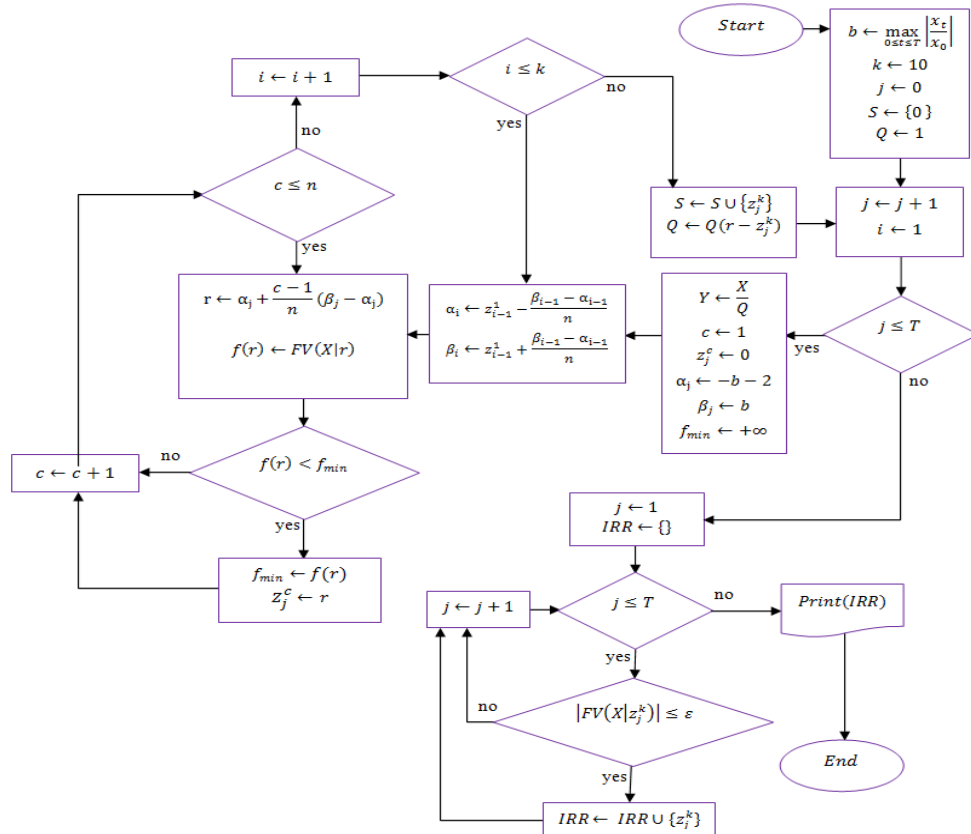 Start
b ← max 0≤t≤T |x_t/x_0|
k ← 10
j ← 0
S ← {0}
Q ← 1
i ← i + 1
i ≤ k
no
yes
no
c ≤ n
yes
S ← S ∪ {z_j^k}
Q ← Q(r − z_j^k)
j ← j + 1
i ← 1
r ← α_j + (c − 1)/n (β_j − α_j)
f(r) ← FV(X|r)
α_i ← z_{i−1}^1 − (β_{i−1} − α_{i−1})/n
β_i ← z_{i−1}^1 + (β_{i−1} − α_{i−1})/n
Y ← X/Q
c ← 1
z_j^c ← 0
α_j ← −b − 2
β_j ← b
f_min ← +∞
j ≤ T
yes
no
c ← c + 1
no
f(r) < f_min
yes
f_min ← f(r)
z_j^c ← r
j ← 1
IRR ← {}
j ← j + 1
j ≤ T
no
Print(IRR)
yes
no
|FV(X|z_j^k)| ≤ ε
yes
End
IRR ← IRR ∪ {z_j^k}